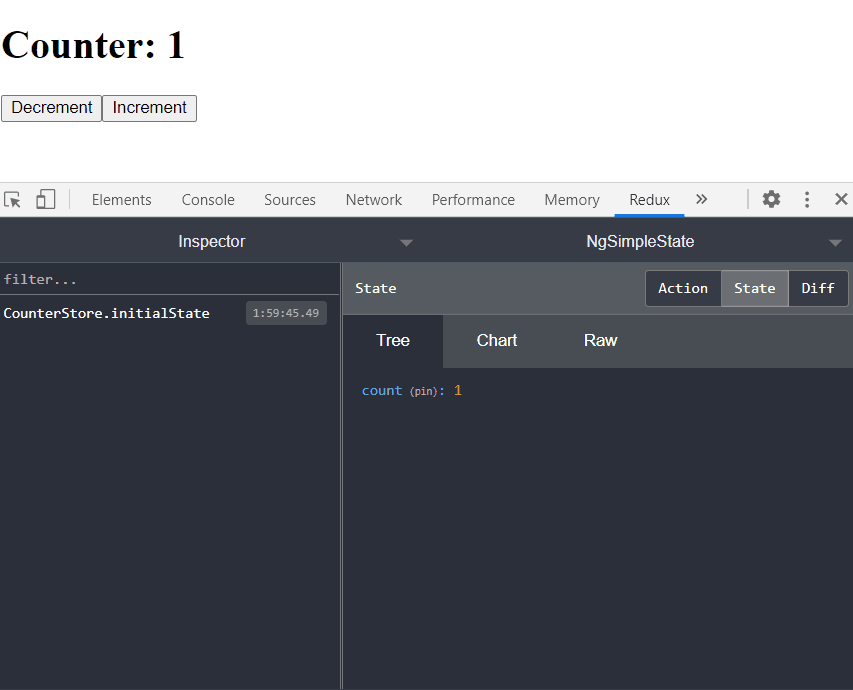 Counter: 1
Decrement Increment
Elements Console Sources Network Performance Memory Redux »
Inspector NgSimpleState
filter...
State Action State Diff
CounterStore.initialState 1:59:45.49
Tree Chart Raw
count (pin): 1